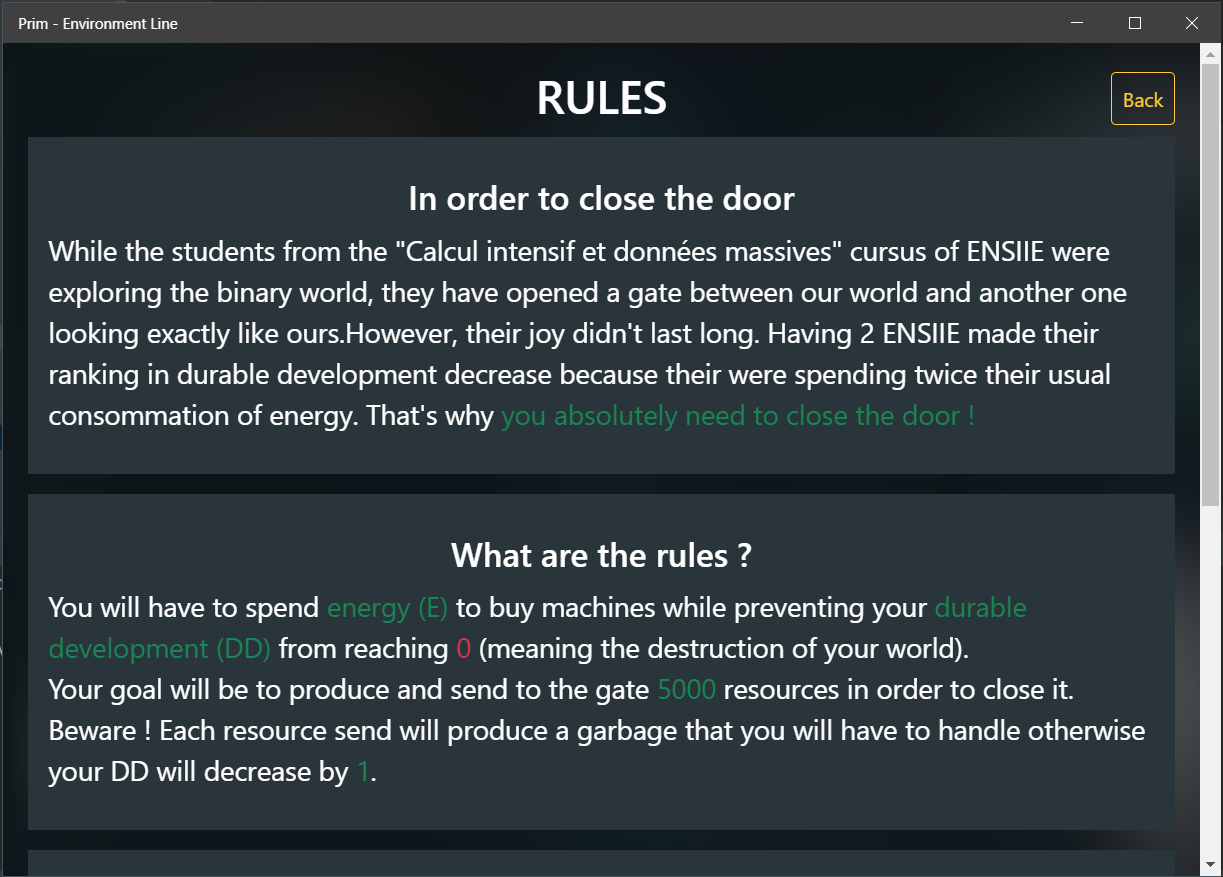 Prim - Environment Line
RULES
Back
In order to close the door
While the students from the "Calcul intensif et données massives" cursus of ENSIIE were
exploring the binary world, they have opened a gate between our world and another one
looking exactly like ours.However, their joy didn't last long. Having 2 ENSIIE made their
ranking in durable development decrease because their were spending twice their usual
consommation of energy. That's why you absolutely need to close the door !
What are the rules ?
You will have to spend energy (E) to buy machines while preventing your durable
development (DD) from reaching 0 (meaning the destruction of your world).
Your goal will be to produce and send to the gate 5000 resources in order to close it.
Beware ! Each resource send will produce a garbage that you will have to handle otherwise
your DD will decrease by 1.